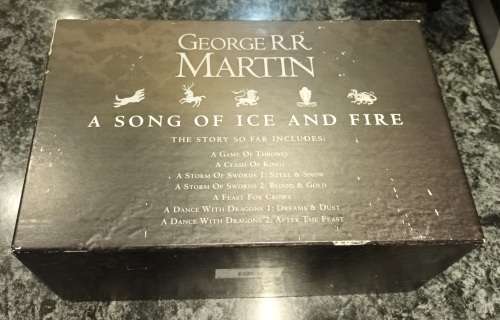 GEORGE R.R.
MARTIN
A SONG OF ICE AND FIRE
THE STORY SO FAR INCLUDES:
A GAME OF THRONES
A CLASH OF KINGS
A STORM OF SWORDS 1: STEEL & SNOW
A STORM OF SWORDS 2: BLOOD & GOLD
A FEAST FOR CROWS
A DANCE WITH DRAGONS 1: DREAMS & DUST
A DANCE WITH DRAGONS 2: AFTER THE FEAST